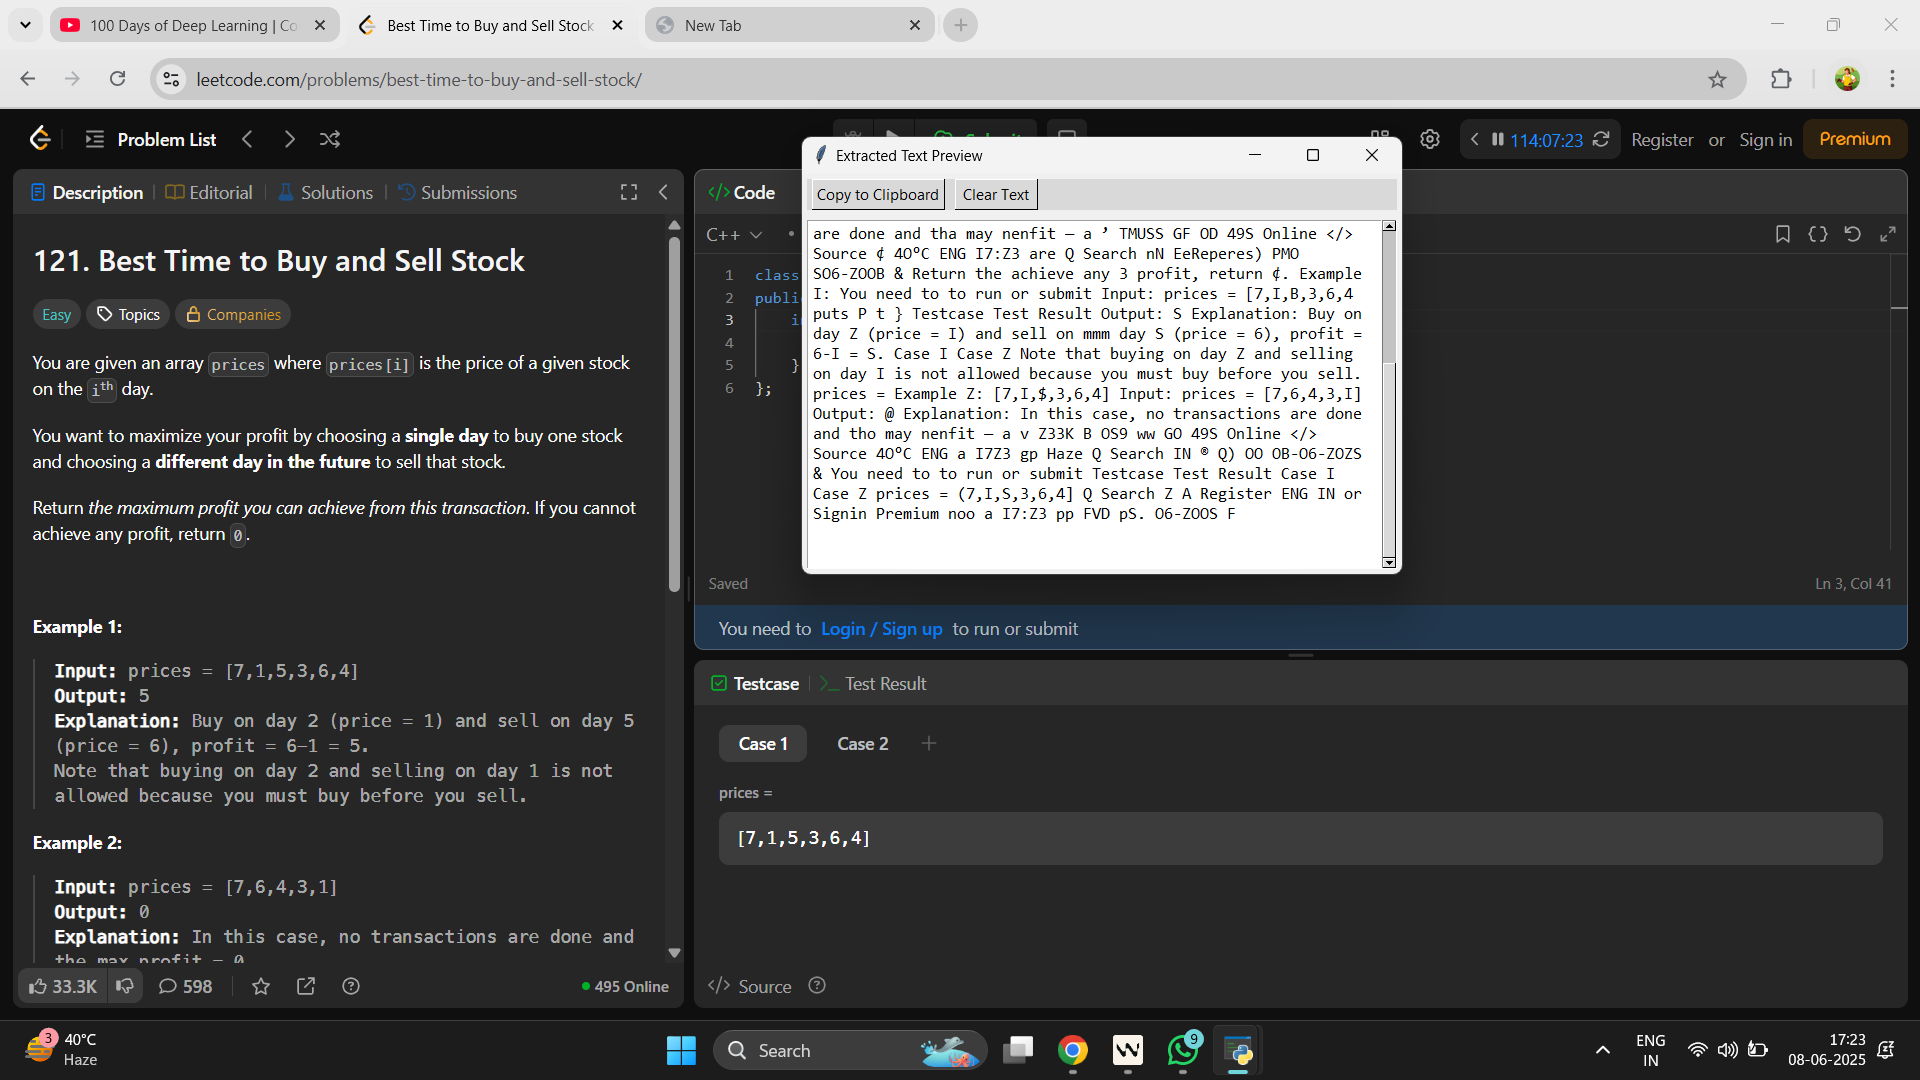 100 Days of Deep Learning | Co
Best Time to Buy and Sell Stock
New Tab
leetcode.com/problems/best-time-to-buy-and-sell-stock/
Problem List
114:07:23
Register or Sign in
Premium
Description
Editorial
Solutions
Submissions
121. Best Time to Buy and Sell Stock
Easy
Topics
Companies
You are given an array prices where prices[i] is the price of a given stock
on the ith day.
You want to maximize your profit by choosing a single day to buy one stock
and choosing a different day in the future to sell that stock.
Return the maximum profit you can achieve from this transaction. If you cannot
achieve any profit, return 0.
Example 1:
Input: prices = [7,1,5,3,6,4]
Output: 5
Explanation: Buy on day 2 (price = 1) and sell on day 5
(price = 6), profit = 6-1 = 5.
Note that buying on day 2 and selling on day 1 is not
allowed because you must buy before you sell.
Example 2:
Input: prices = [7,6,4,3,1]
Output: 0
Explanation: In this case, no transactions are done and
the max profit = 0.
33.3K
598
495 Online
Code
C++
1 class
2 publi
3 in
4
5 }
6 };
Saved
Ln 3, Col 41
Extracted Text Preview
Copy to Clipboard
Clear Text
are done and tha may nenfit — a ’ TMUSS GF OD 49S Online </>
Source ¢ 4O°C ENG I7:Z3 are Q Search nN EeReperes) PMO
SO6-ZOOB & Return the achieve any 3 profit, return ¢. Example
I: You need to to run or submit Input: prices = [7,I,B,3,6,4
puts P t } Testcase Test Result Output: S Explanation: Buy on
day Z (price = I) and sell on mmm day S (price = 6), profit =
6-I = S. Case I Case Z Note that buying on day Z and selling
on day I is not allowed because you must buy before you sell.
prices = Example Z: [7,I,$,3,6,4] Input: prices = [7,6,4,3,I]
Output: @ Explanation: In this case, no transactions are done
and tho may nenfit — a v Z33K B OS9 ww GO 49S Online </>
Source 4O°C ENG a I7Z3 gp Haze Q Search IN ® Q) OO OB-O6-ZOZS
& You need to to run or submit Testcase Test Result Case I
Case Z prices = (7,I,S,3,6,4] Q Search Z A Register ENG IN or
Signin Premium noo a I7:Z3 pp FVD pS. O6-ZOOS F
You need to Login / Sign up to run or submit
Testcase
Test Result
Case 1
Case 2
prices =
[7,1,5,3,6,4]
Source
3
40°C
Haze
Search
9
ENG
IN
17:23
08-06-2025